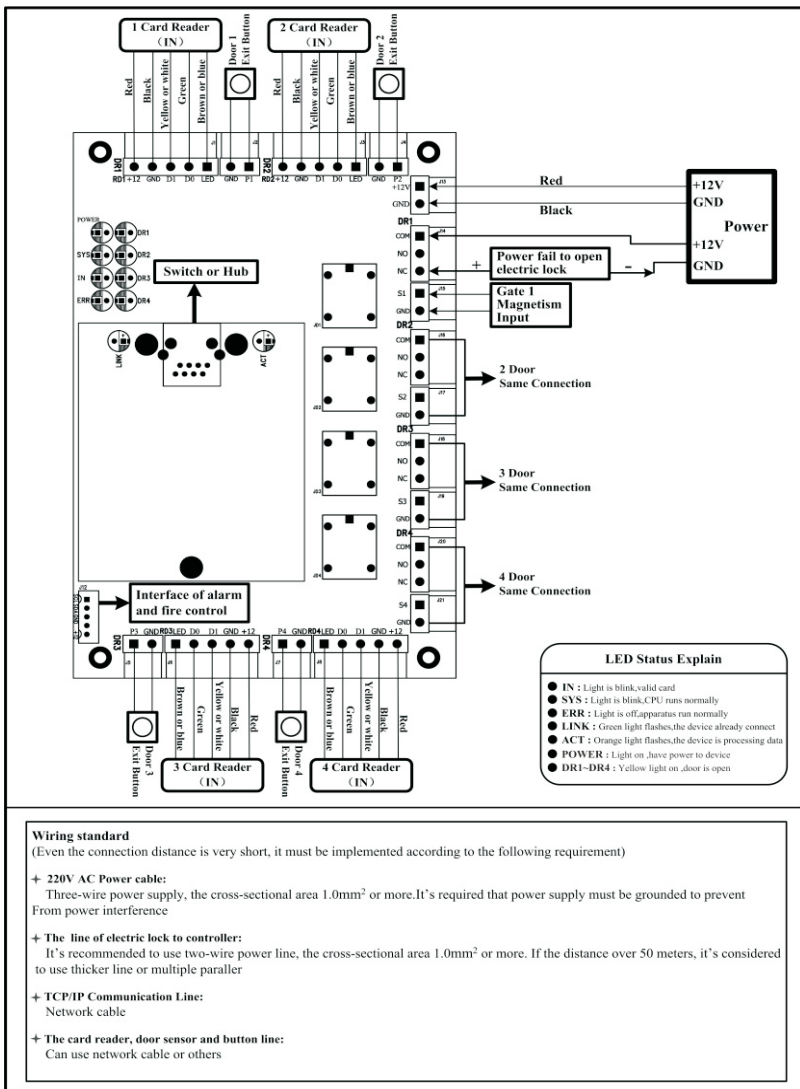 1 Card Reader
(IN)
Door 1
Exit Button
2 Card Reader
(IN)
Door 2
Exit Button
Red
Black
Yellow or white
Green
Brown or blue
Red
Black
Yellow or white
Green
Brown or blue
DR1
RD1 +12 GND D1 D0 LED
J1
GND P1
J2
DR2
RD2 +12 GND D1 D0 LED
J3
GND P2
J4
+12V
GND
J13
Red
Black
+12V
GND
Power
+12V
GND
DR1
COM
NO
NC
J14
+
Power fail to open
electric lock
-
S1
GND
J15
Gate 1
Magnetism
Input
POWER
SYS
IN
ERR
DR1
DR2
DR3
DR4
Switch or Hub
LINK
ACT
DR2
COM
NO
NC
J16
S2
GND
J17
2 Door
Same Connection
DR3
COM
NO
NC
S3
GND
J19
3 Door
Same Connection
DR4
COM
NO
NC
J20
S4
GND
J21
4 Door
Same Connection
J12
Interface of alarm
and fire control
DR3
P3 GND
J5
RD3 LED D0 D1 GND +12
J6
DR4
P4 GND
J7
RD4 LED D0 D1 GND +12
J8
Brown or blue
Green
Yellow or white
Black
Red
Brown or blue
Green
Yellow or white
Black
Red
Door 3
Exit Button
3 Card Reader
(IN)
Door 4
Exit Button
4 Card Reader
(IN)
LED Status Explain
● IN : Light is blink,valid card
● SYS : Light is blink,CPU runs normally
● ERR : Light is off,apparatus run normally
● LINK : Green light flashes,the device already connect
● ACT : Orange light flashes,the device is processing data
● POWER : Light on ,have power to device
● DR1~DR4 : Yellow light on ,door is open
Wiring standard
(Even the connection distance is very short, it must be implemented according to the following requirement)
220V AC Power cable:
Three-wire power supply, the cross-sectional area 1.0mm² or more.It's required that power supply must be grounded to prevent
From power interference
The line of electric lock to controller:
It's recommended to use two-wire power line, the cross-sectional area 1.0mm² or more. If the distance over 50 meters, it's considered
to use thicker line or multiple paraller
TCP/IP Communication Line:
Network cable
The card reader, door sensor and button line:
Can use network cable or others